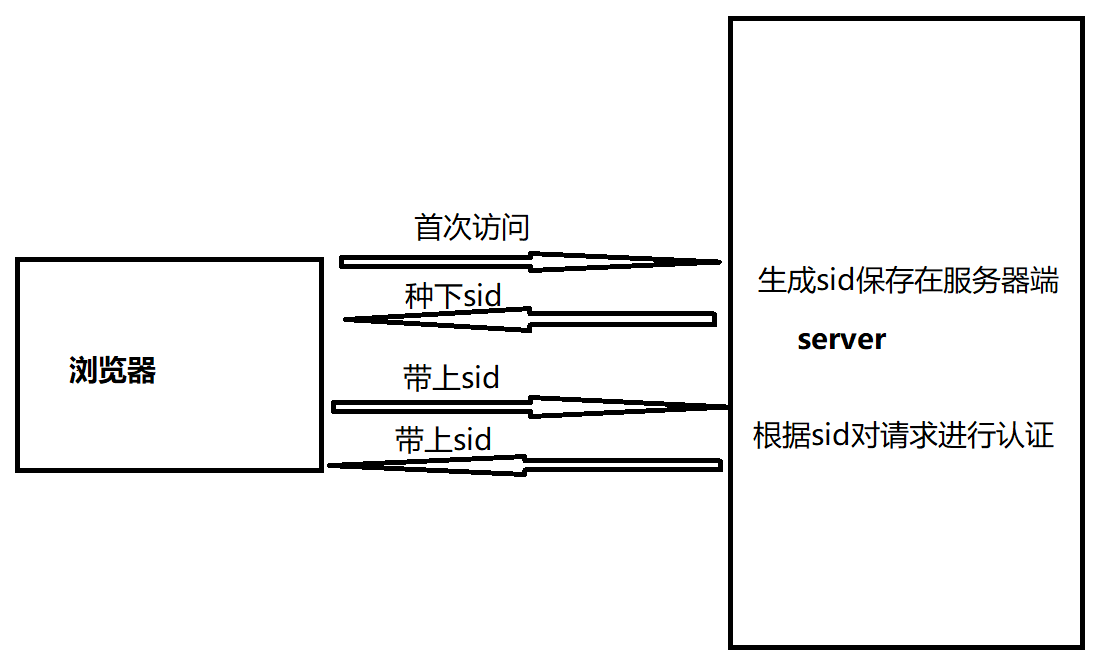 首次访问
种下sid
浏览器
带上sid
带上sid
生成sid保存在服务器端
server
根据sid对请求进行认证